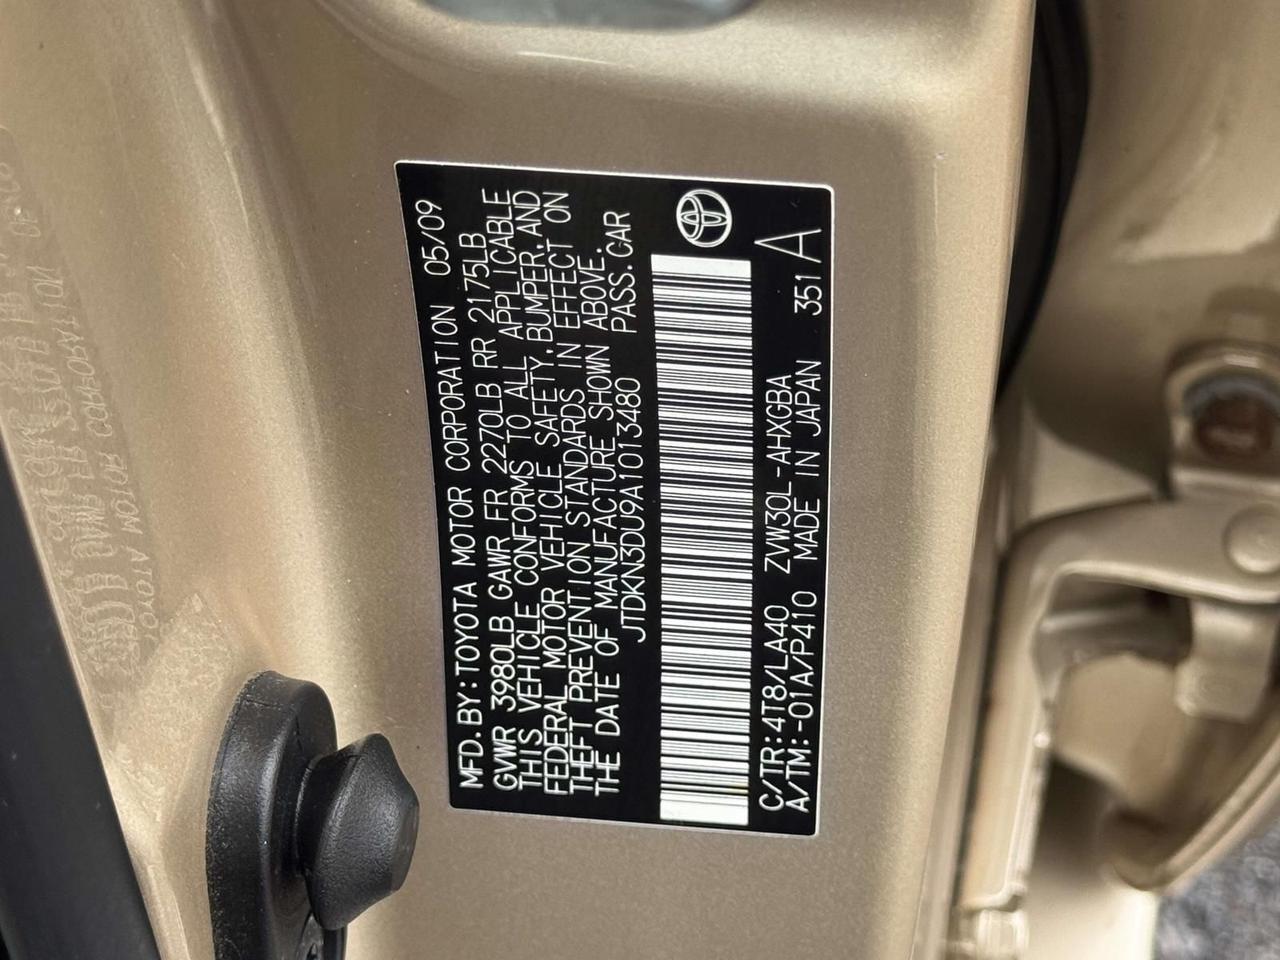 MFD.BY:TOYOTA MOTOR CORPORATION 05/09
GVWR 3980LB GAWR FR 2270LB RR 2175LB
THIS VEHICLE CONFORMS TO ALL APPLICABLE
FEDERAL MOTOR VEHICLE SAFETY,BUMPER,AND
THEFT PREVENTION STANDARDS IN EFFECT ON
THE DATE OF MANUFACTURE SHOWN ABOVE.
JTDKN3DU9A1013480 PASS.CAR
C/TR:4T8/LA40 ZVW30L-AHXGBA
A/TM:-01A/P410 MADE IN JAPAN 351 A